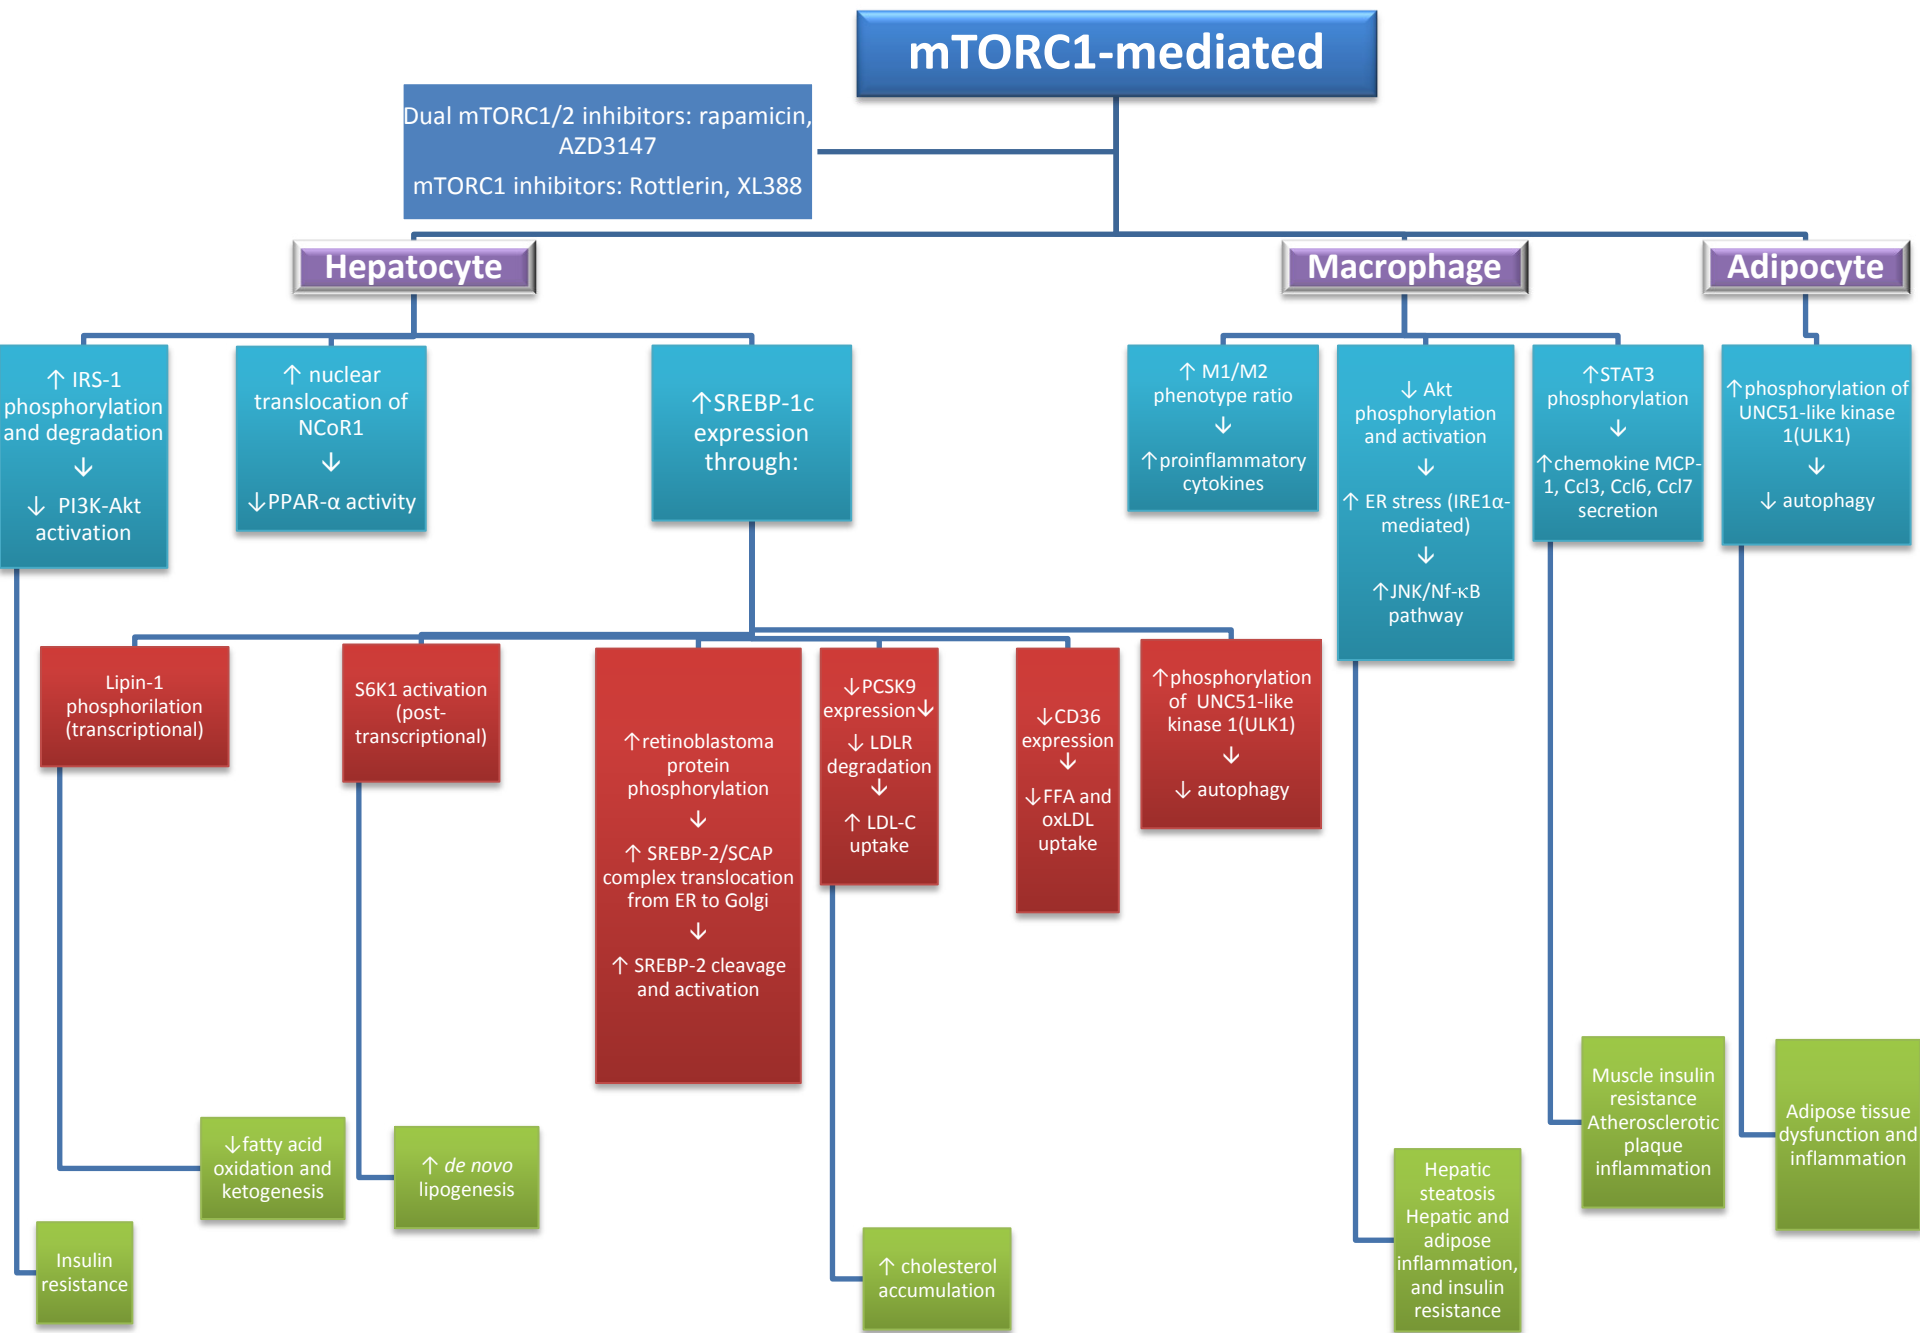 mTORC1-mediated
Dual mTORC1/2 inhibitors: rapamicin,
AZD3147
mTORC1 inhibitors: Rottlerin, XL388
Hepatocyte
Macrophage
Adipocyte
↑ IRS-1
phosphorylation
and degradation
↓
↓ PI3K-Akt
activation
↑ nuclear
translocation of
NCoR1
↓
↓PPAR-α activity
↑SREBP-1c
expression
through:
↑ M1/M2
phenotype ratio
↓
↑proinflammatory
cytokines
↓ Akt
phosphorylation
and activation
↓
↑ ER stress (IRE1α-
mediated)
↓
↑JNK/Nf-κB
pathway
↑STAT3
phosphorylation
↓
↑chemokine MCP-
1, Ccl3, Ccl6, Ccl7
secretion
↑phosphorylation of
UNC51-like kinase
1(ULK1)
↓
↓ autophagy
Lipin-1
phosphorilation
(transcriptional)
S6K1 activation
(post-
transcriptional)
↑retinoblastoma
protein
phosphorylation
↓
↑ SREBP-2/SCAP
complex translocation
from ER to Golgi
↓
↑ SREBP-2 cleavage
and activation
↓PCSK9
expression↓
↓ LDLR
degradation
↓
↑ LDL-C
uptake
↓CD36
expression
↓
↓FFA and
oxLDL
uptake
↑phosphorylation
of UNC51-like
kinase 1(ULK1)
↓
↓ autophagy
Insulin
resistance
↓fatty acid
oxidation and
ketogenesis
↑ de novo
lipogenesis
↑ cholesterol
accumulation
Hepatic
steatosis
Hepatic and
adipose
inflammation,
and insulin
resistance
Muscle insulin
resistance
Atherosclerotic
plaque
inflammation
Adipose tissue
dysfunction and
inflammation